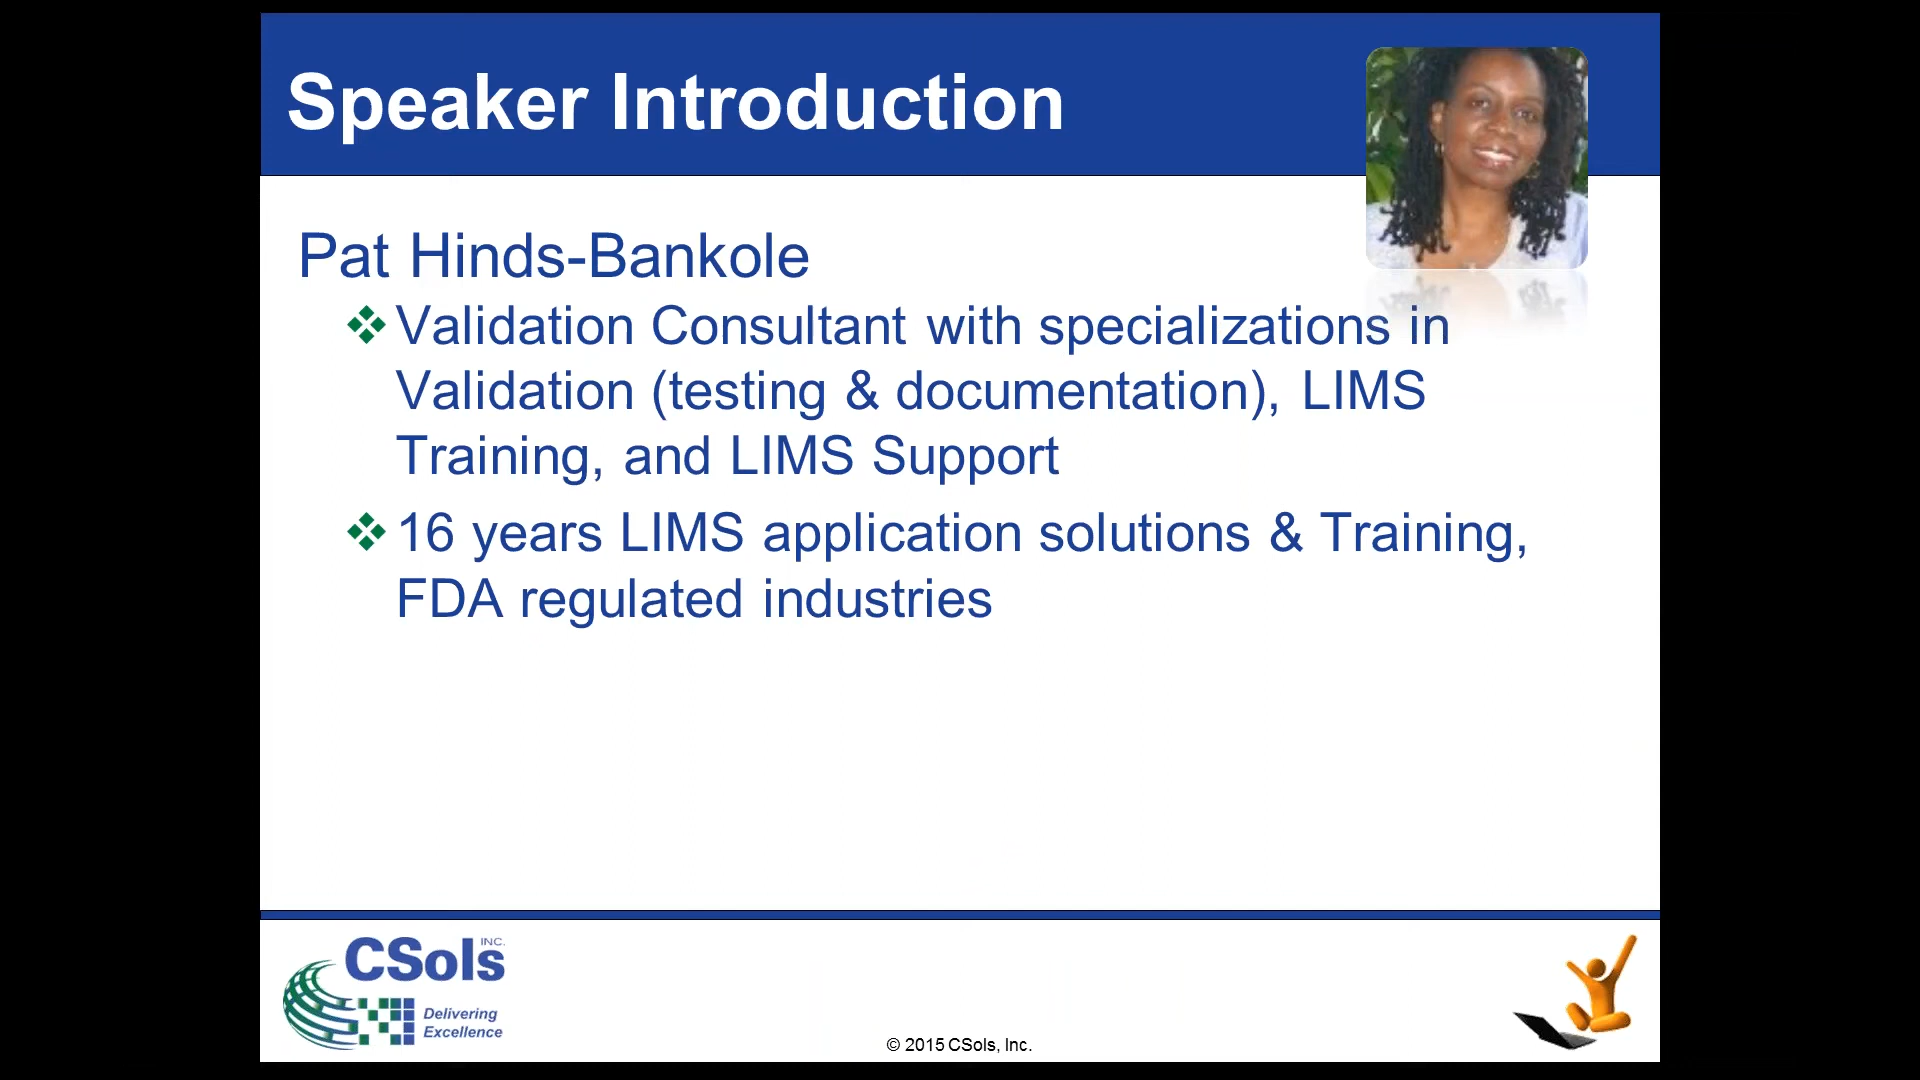 Speaker Introduction
Pat Hinds-Bankole
Validation Consultant with specializations in
Validation (testing & documentation), LIMS
Training, and LIMS Support
16 years LIMS application solutions & Training,
FDA regulated industries
CSols INC.
Delivering
Excellence
© 2015 CSols, Inc.